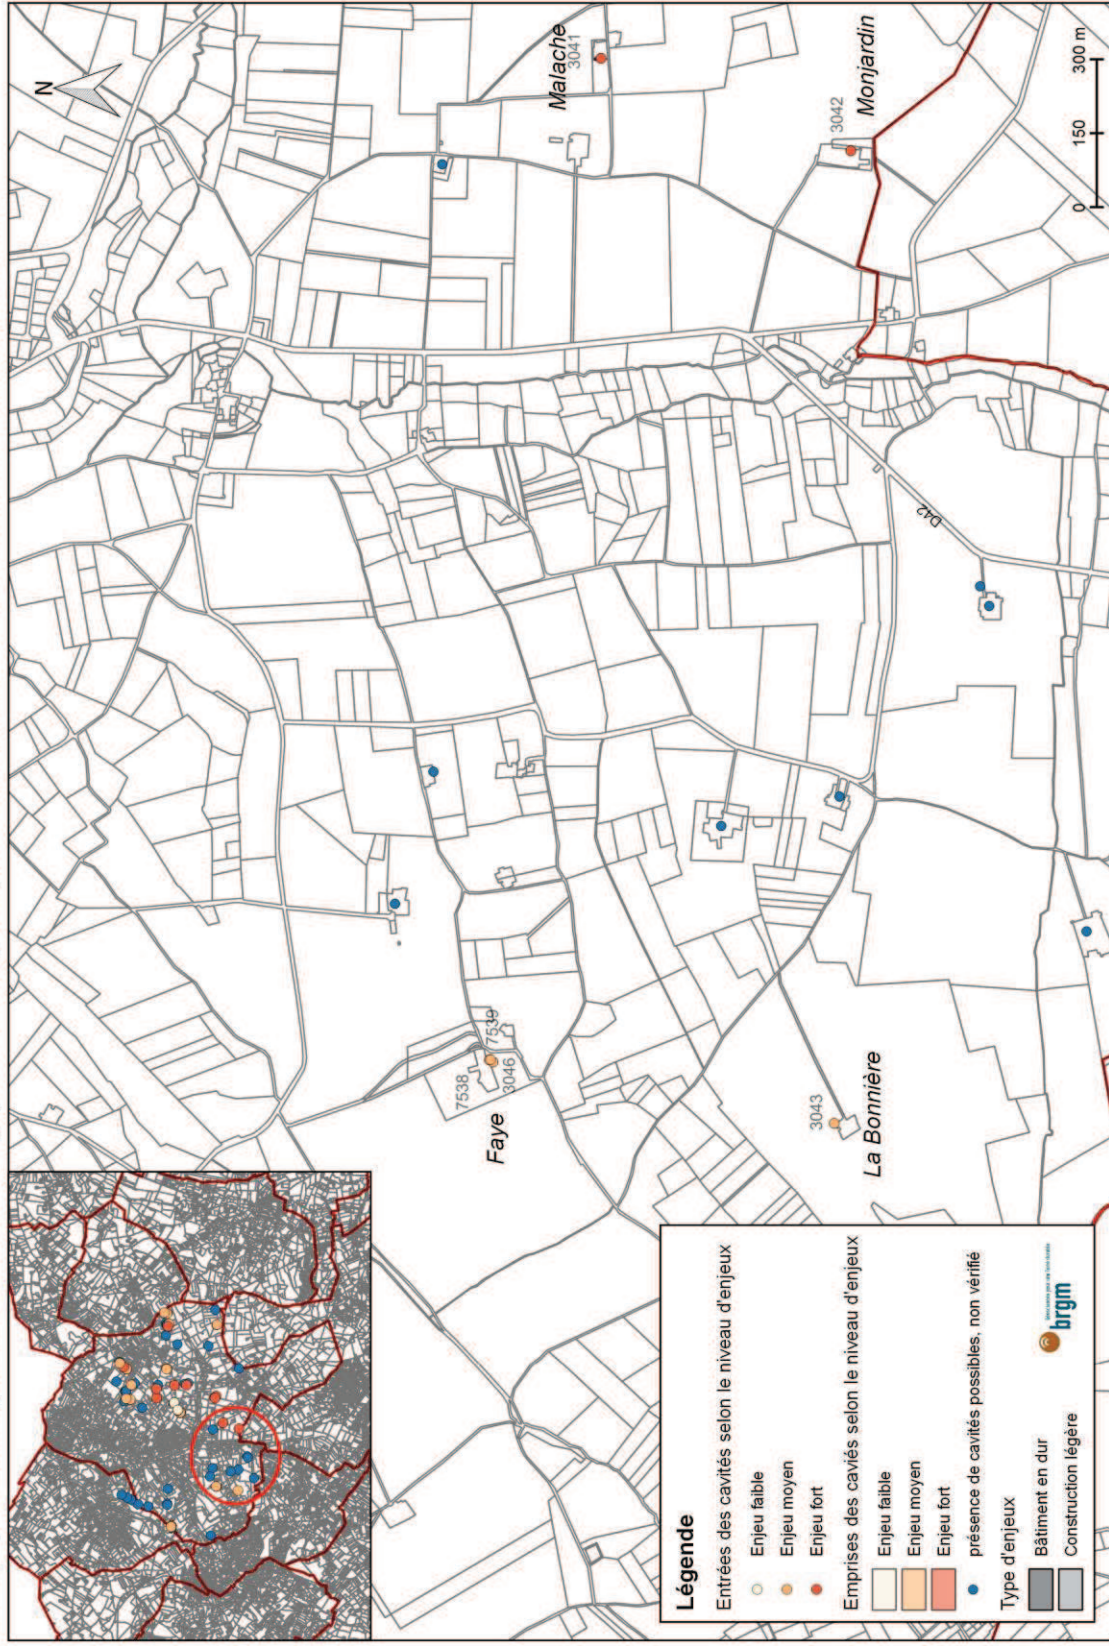 N
Malache
3041
3042
Monjardin
0 150 300 m
D42
7538
7539
3046
Faye
3043
La Bonnière
Légende
Entrées des cavités selon le niveau d'enjeux
Enjeu faible
Enjeu moyen
Enjeu fort
Emprises des caviés selon le niveau d'enjeux
Enjeu faible
Enjeu moyen
Enjeu fort
présence de cavités possibles, non vérifié
Type d'enjeux
Bâtiment en dur
Construction légère
brgm